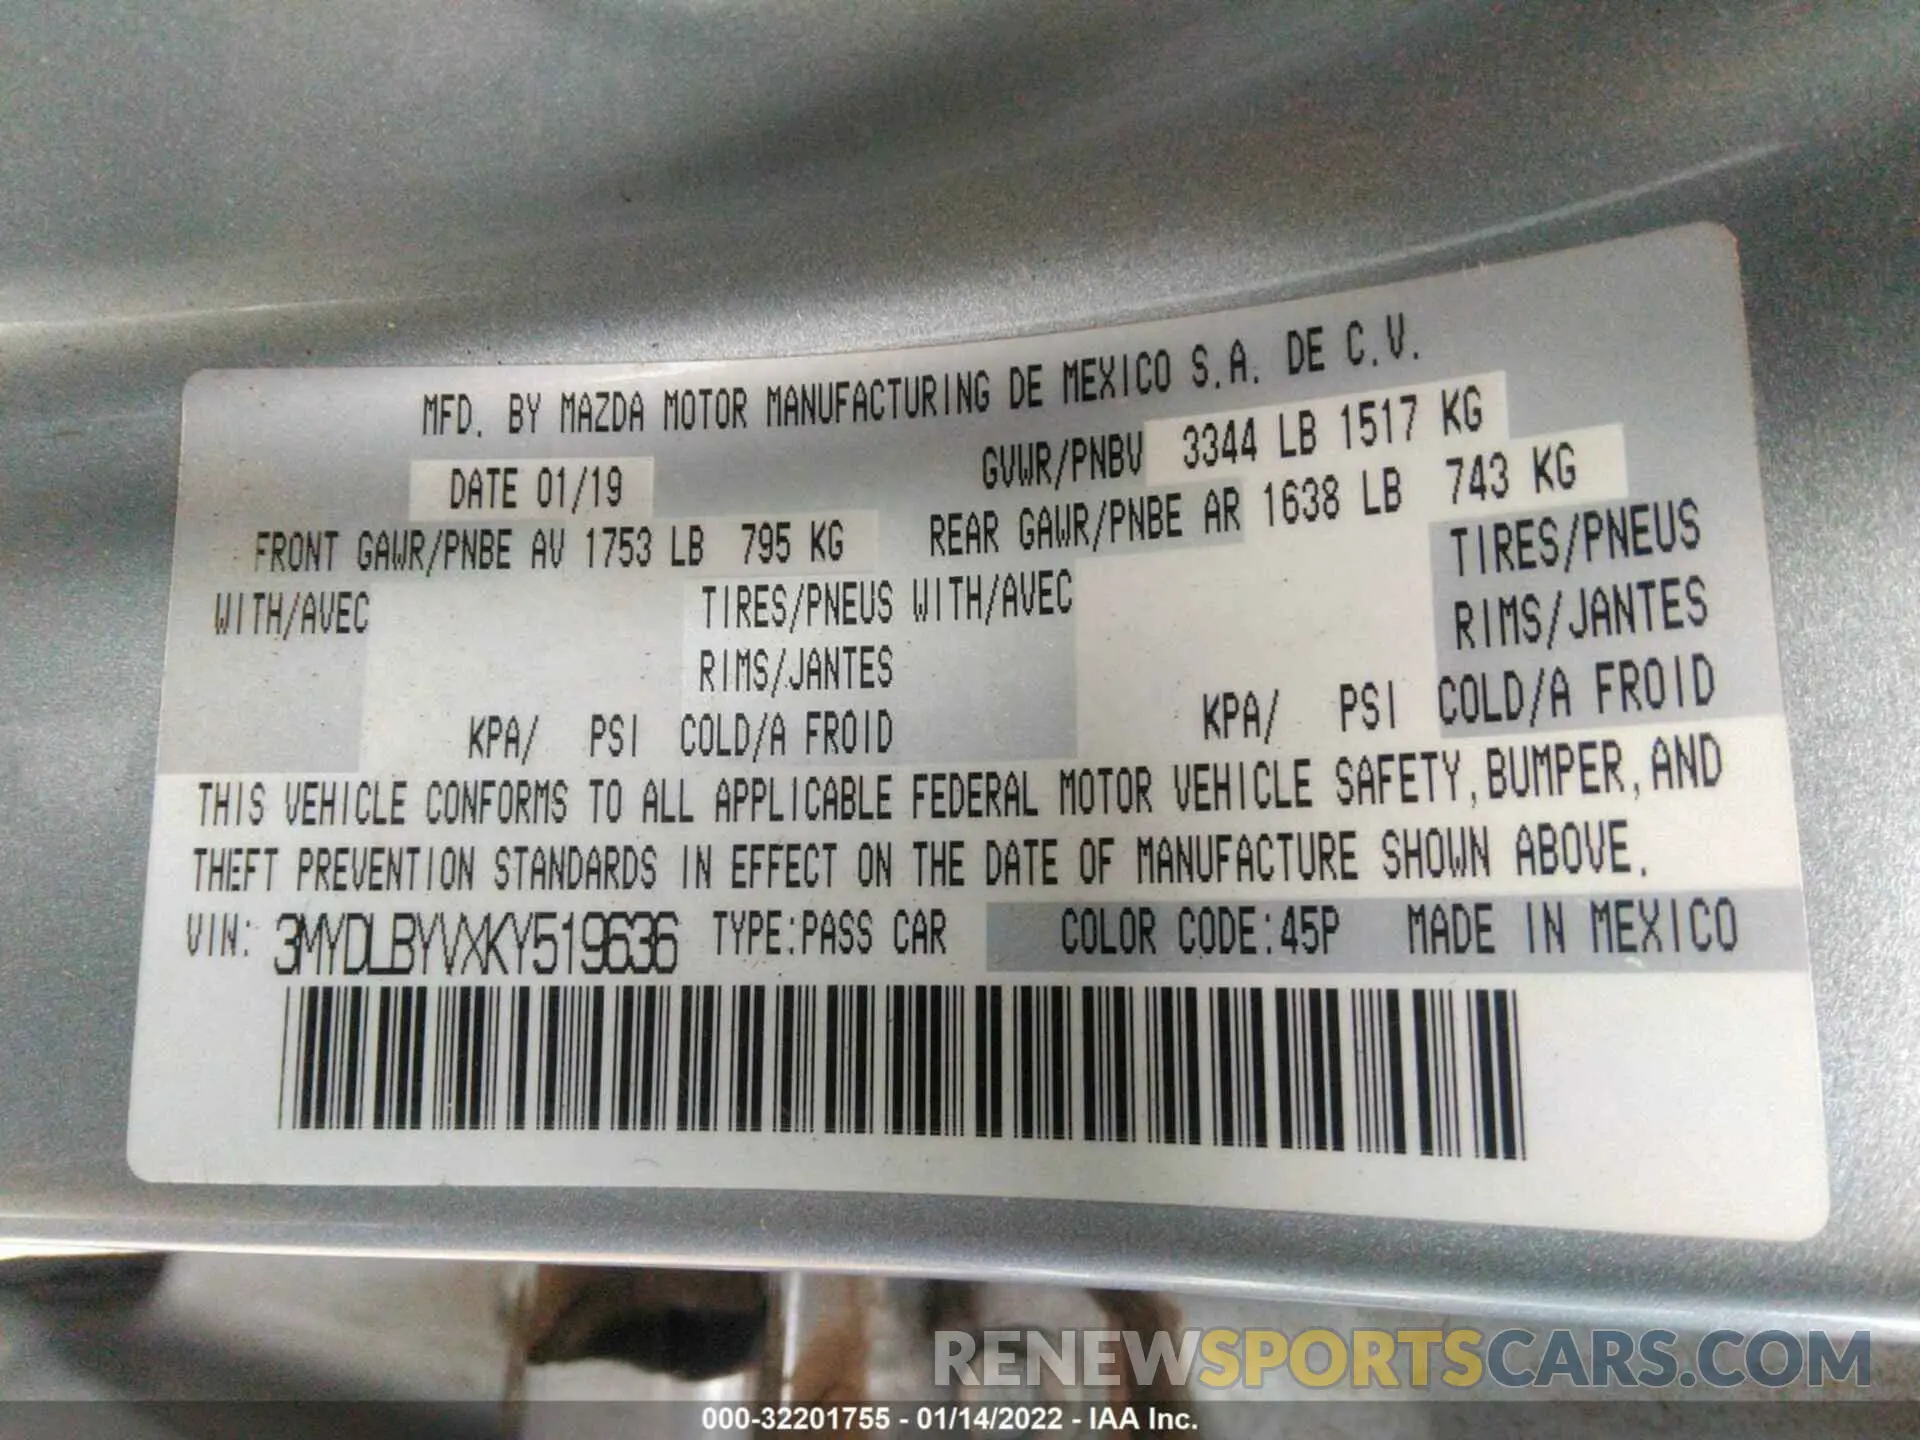 MFD. BY MAZDA MOTOR MANUFACTURING DE MEXICO S.A. DE C.V.
DATE 01/19 GVWR/PNBV 3344 LB 1517 KG
FRONT GAWR/PNBE AV 1753 LB 795 KG REAR GAWR/PNBE AR 1638 LB 743 KG
WITH/AVEC TIRES/PNEUS WITH/AVEC TIRES/PNEUS
RIMS/JANTES RIMS/JANTES
KPA/ PSI COLD/A FROID KPA/ PSI COLD/A FROID
THIS VEHICLE CONFORMS TO ALL APPLICABLE FEDERAL MOTOR VEHICLE SAFETY, BUMPER, AND
THEFT PREVENTION STANDARDS IN EFFECT ON THE DATE OF MANUFACTURE SHOWN ABOVE.
VIN: 3MYDLBYVXKY519636 TYPE:PASS CAR COLOR CODE:45P MADE IN MEXICO
RENEWSPORTSCARS.COM
000-32201755 - 01/14/2022 - IAA Inc.